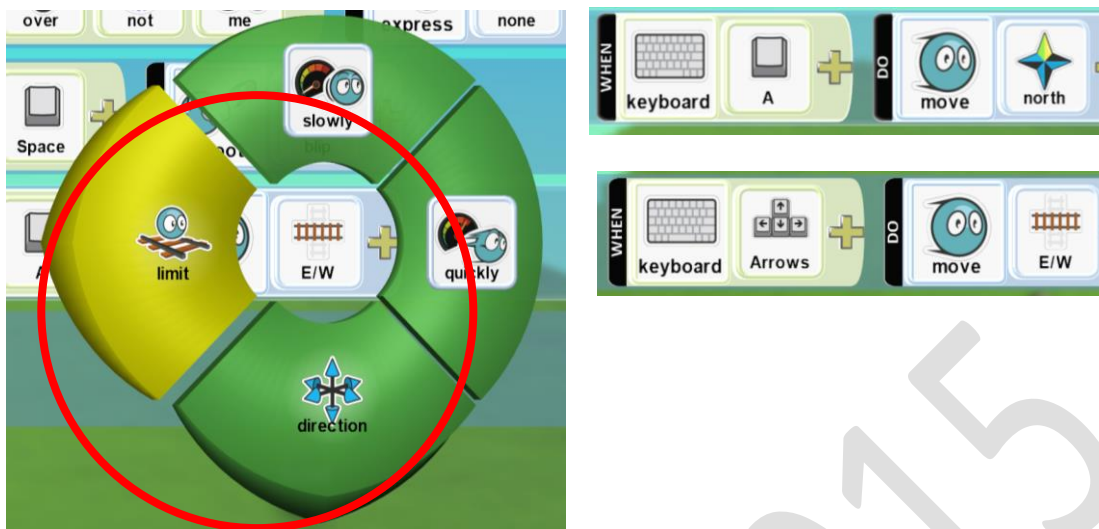 over not me express none
slowly
Space
limit E/W quickly
direction
WHEN keyboard A DO move north
WHEN keyboard Arrows DO move E/W
2015